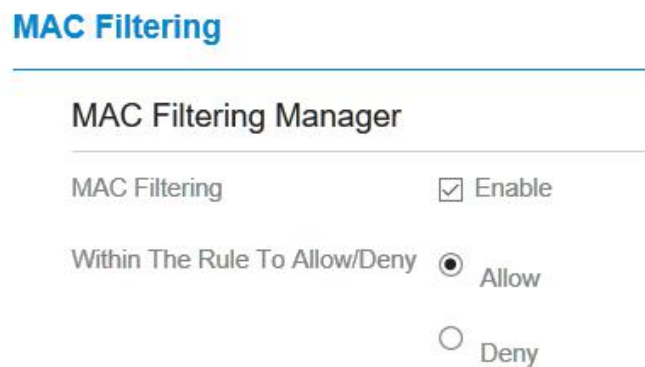 MAC Filtering
MAC Filtering Manager
MAC Filtering Enable
Within The Rule To Allow/Deny Allow
Deny